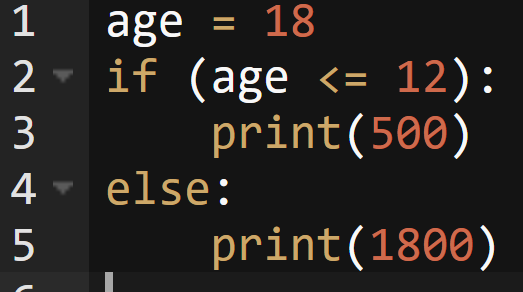 1 age = 18
2 if (age <= 12):
3     print(500)
4 else:
5     print(1800)